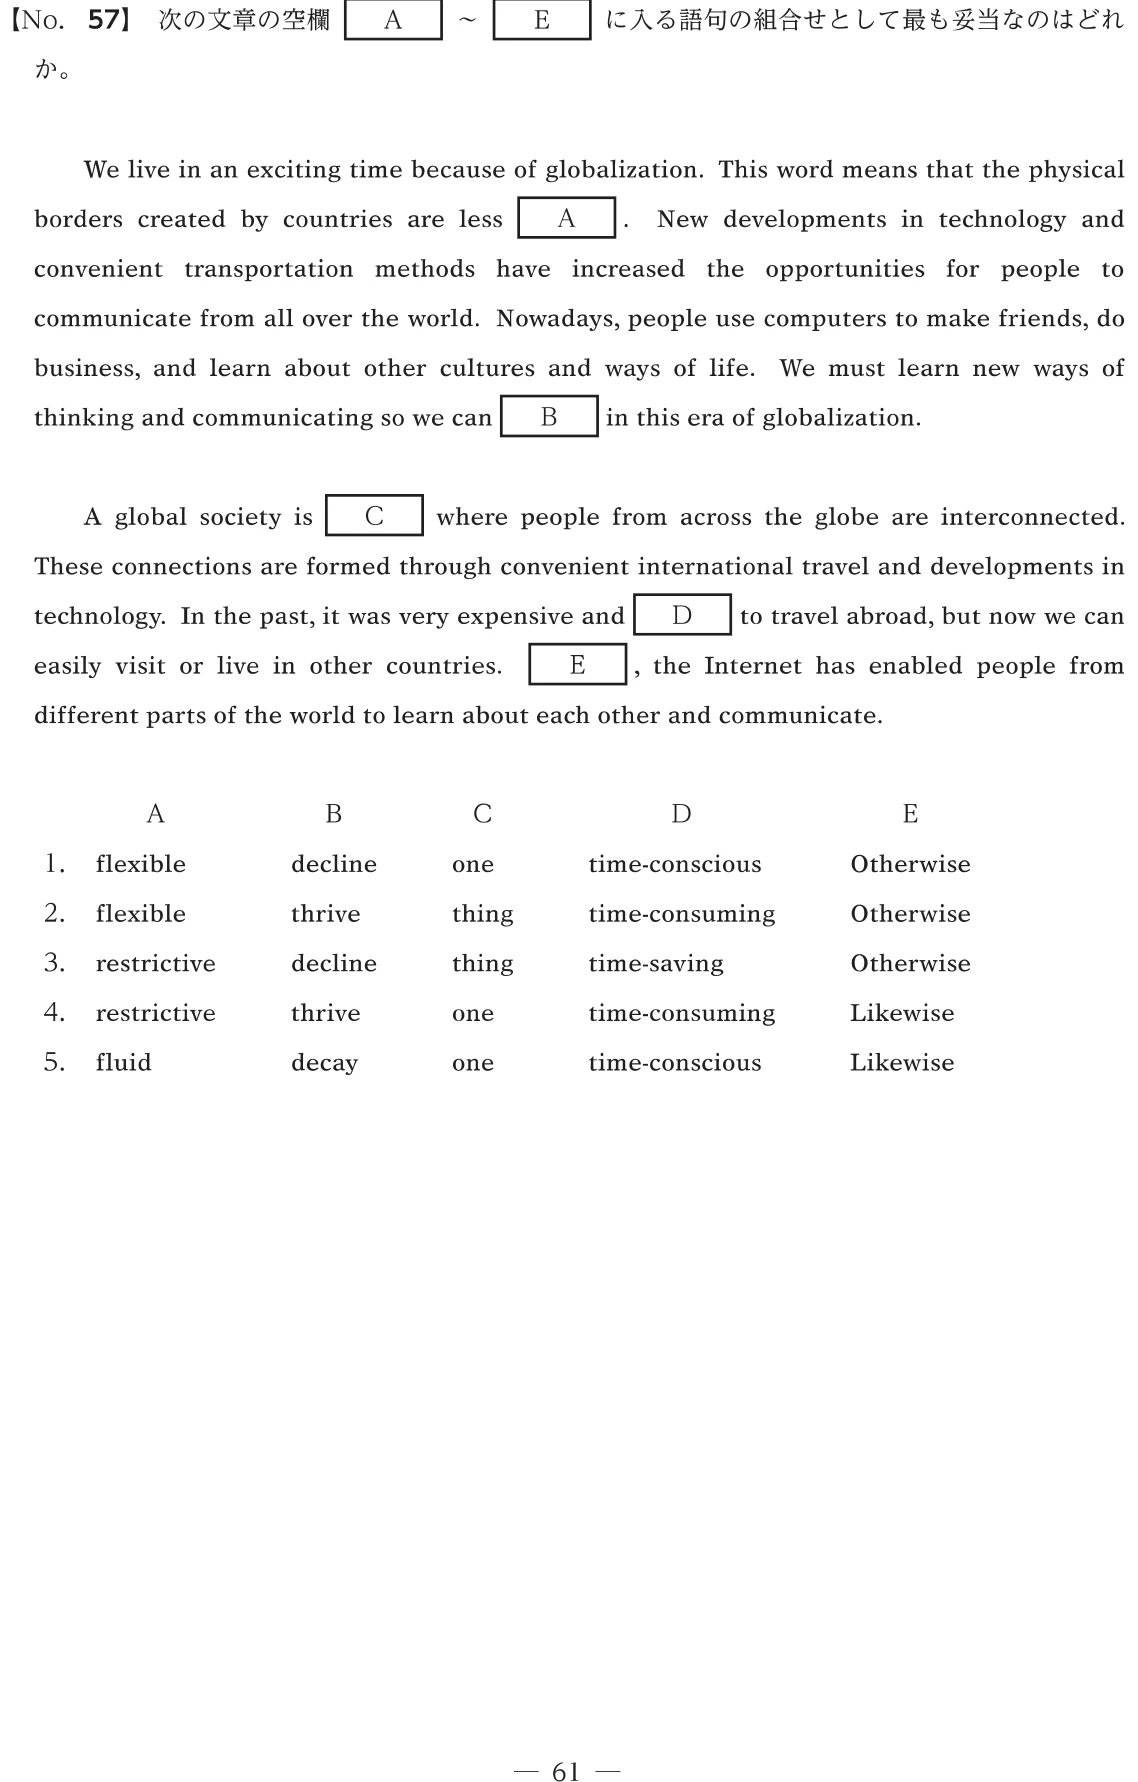 【No. 57】 次の文章の空欄 A ～ E に入る語句の組合せとして最も妥当なのはどれ
か。
We live in an exciting time because of globalization. This word means that the physical
borders created by countries are less A . New developments in technology and
convenient transportation methods have increased the opportunities for people to
communicate from all over the world. Nowadays, people use computers to make friends, do
business, and learn about other cultures and ways of life. We must learn new ways of
thinking and communicating so we can B in this era of globalization.
A global society is C where people from across the globe are interconnected.
These connections are formed through convenient international travel and developments in
technology. In the past, it was very expensive and D to travel abroad, but now we can
easily visit or live in other countries. E , the Internet has enabled people from
different parts of the world to learn about each other and communicate.
A B C D E
1. flexible decline one time-conscious Otherwise
2. flexible thrive thing time-consuming Otherwise
3. restrictive decline thing time-saving Otherwise
4. restrictive thrive one time-consuming Likewise
5. fluid decay one time-conscious Likewise
— 61 —